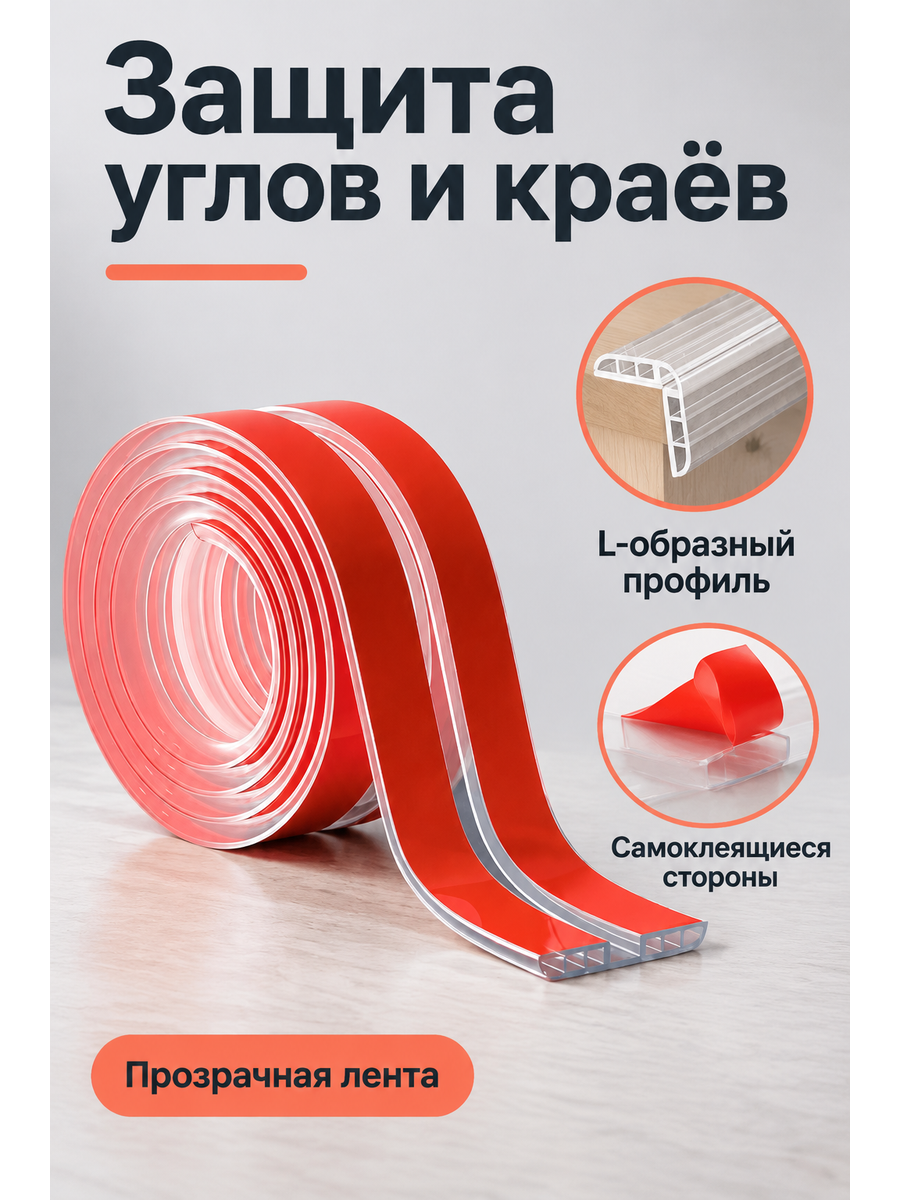 Защита
углов и краёв
L-образный
профиль
Самоклеящиеся
стороны
Прозрачная лента